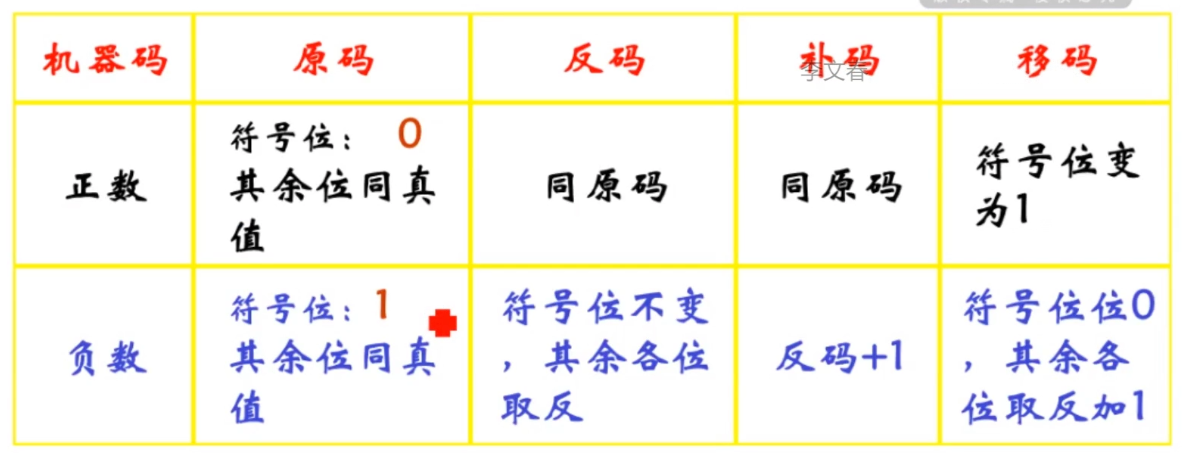 机器码 原码 反码 补码 移码
李文春
正数
符号位： 0
其余位同真
值
同原码
同原码
符号位变
为1
负数
符号位：1
其余位同真
值
符号位不变
，其余各位
取反
反码+1
符号位位0
，其余各
位取反加1